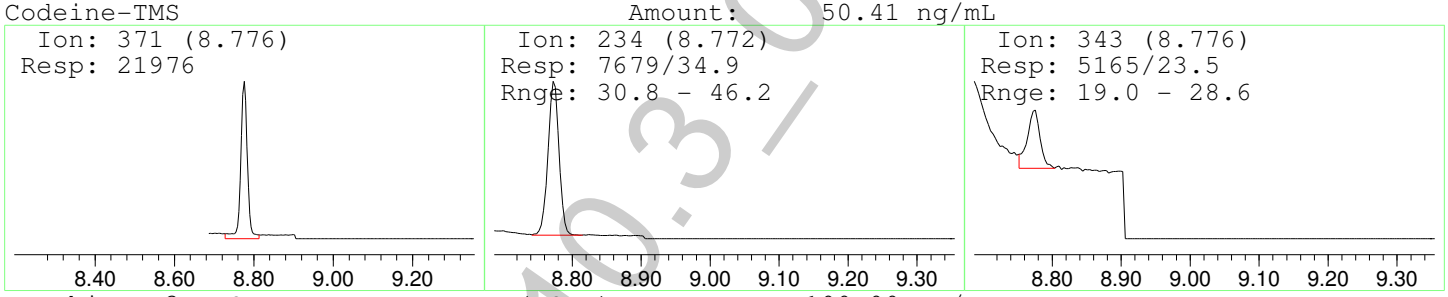 Codeine-TMS Amount: 50.41 ng/mL
Ion: 371 (8.776) Ion: 234 (8.772) Ion: 343 (8.776)
Resp: 21976 Resp: 7679/34.9 Resp: 5165/23.5
Rnge: 30.8 - 46.2 Rnge: 19.0 - 28.6
10.3_0
8.40 8.60 8.80 9.00 9.20 8.80 8.90 9.00 9.10 9.20 9.30 8.80 8.90 9.00 9.10 9.20 9.30